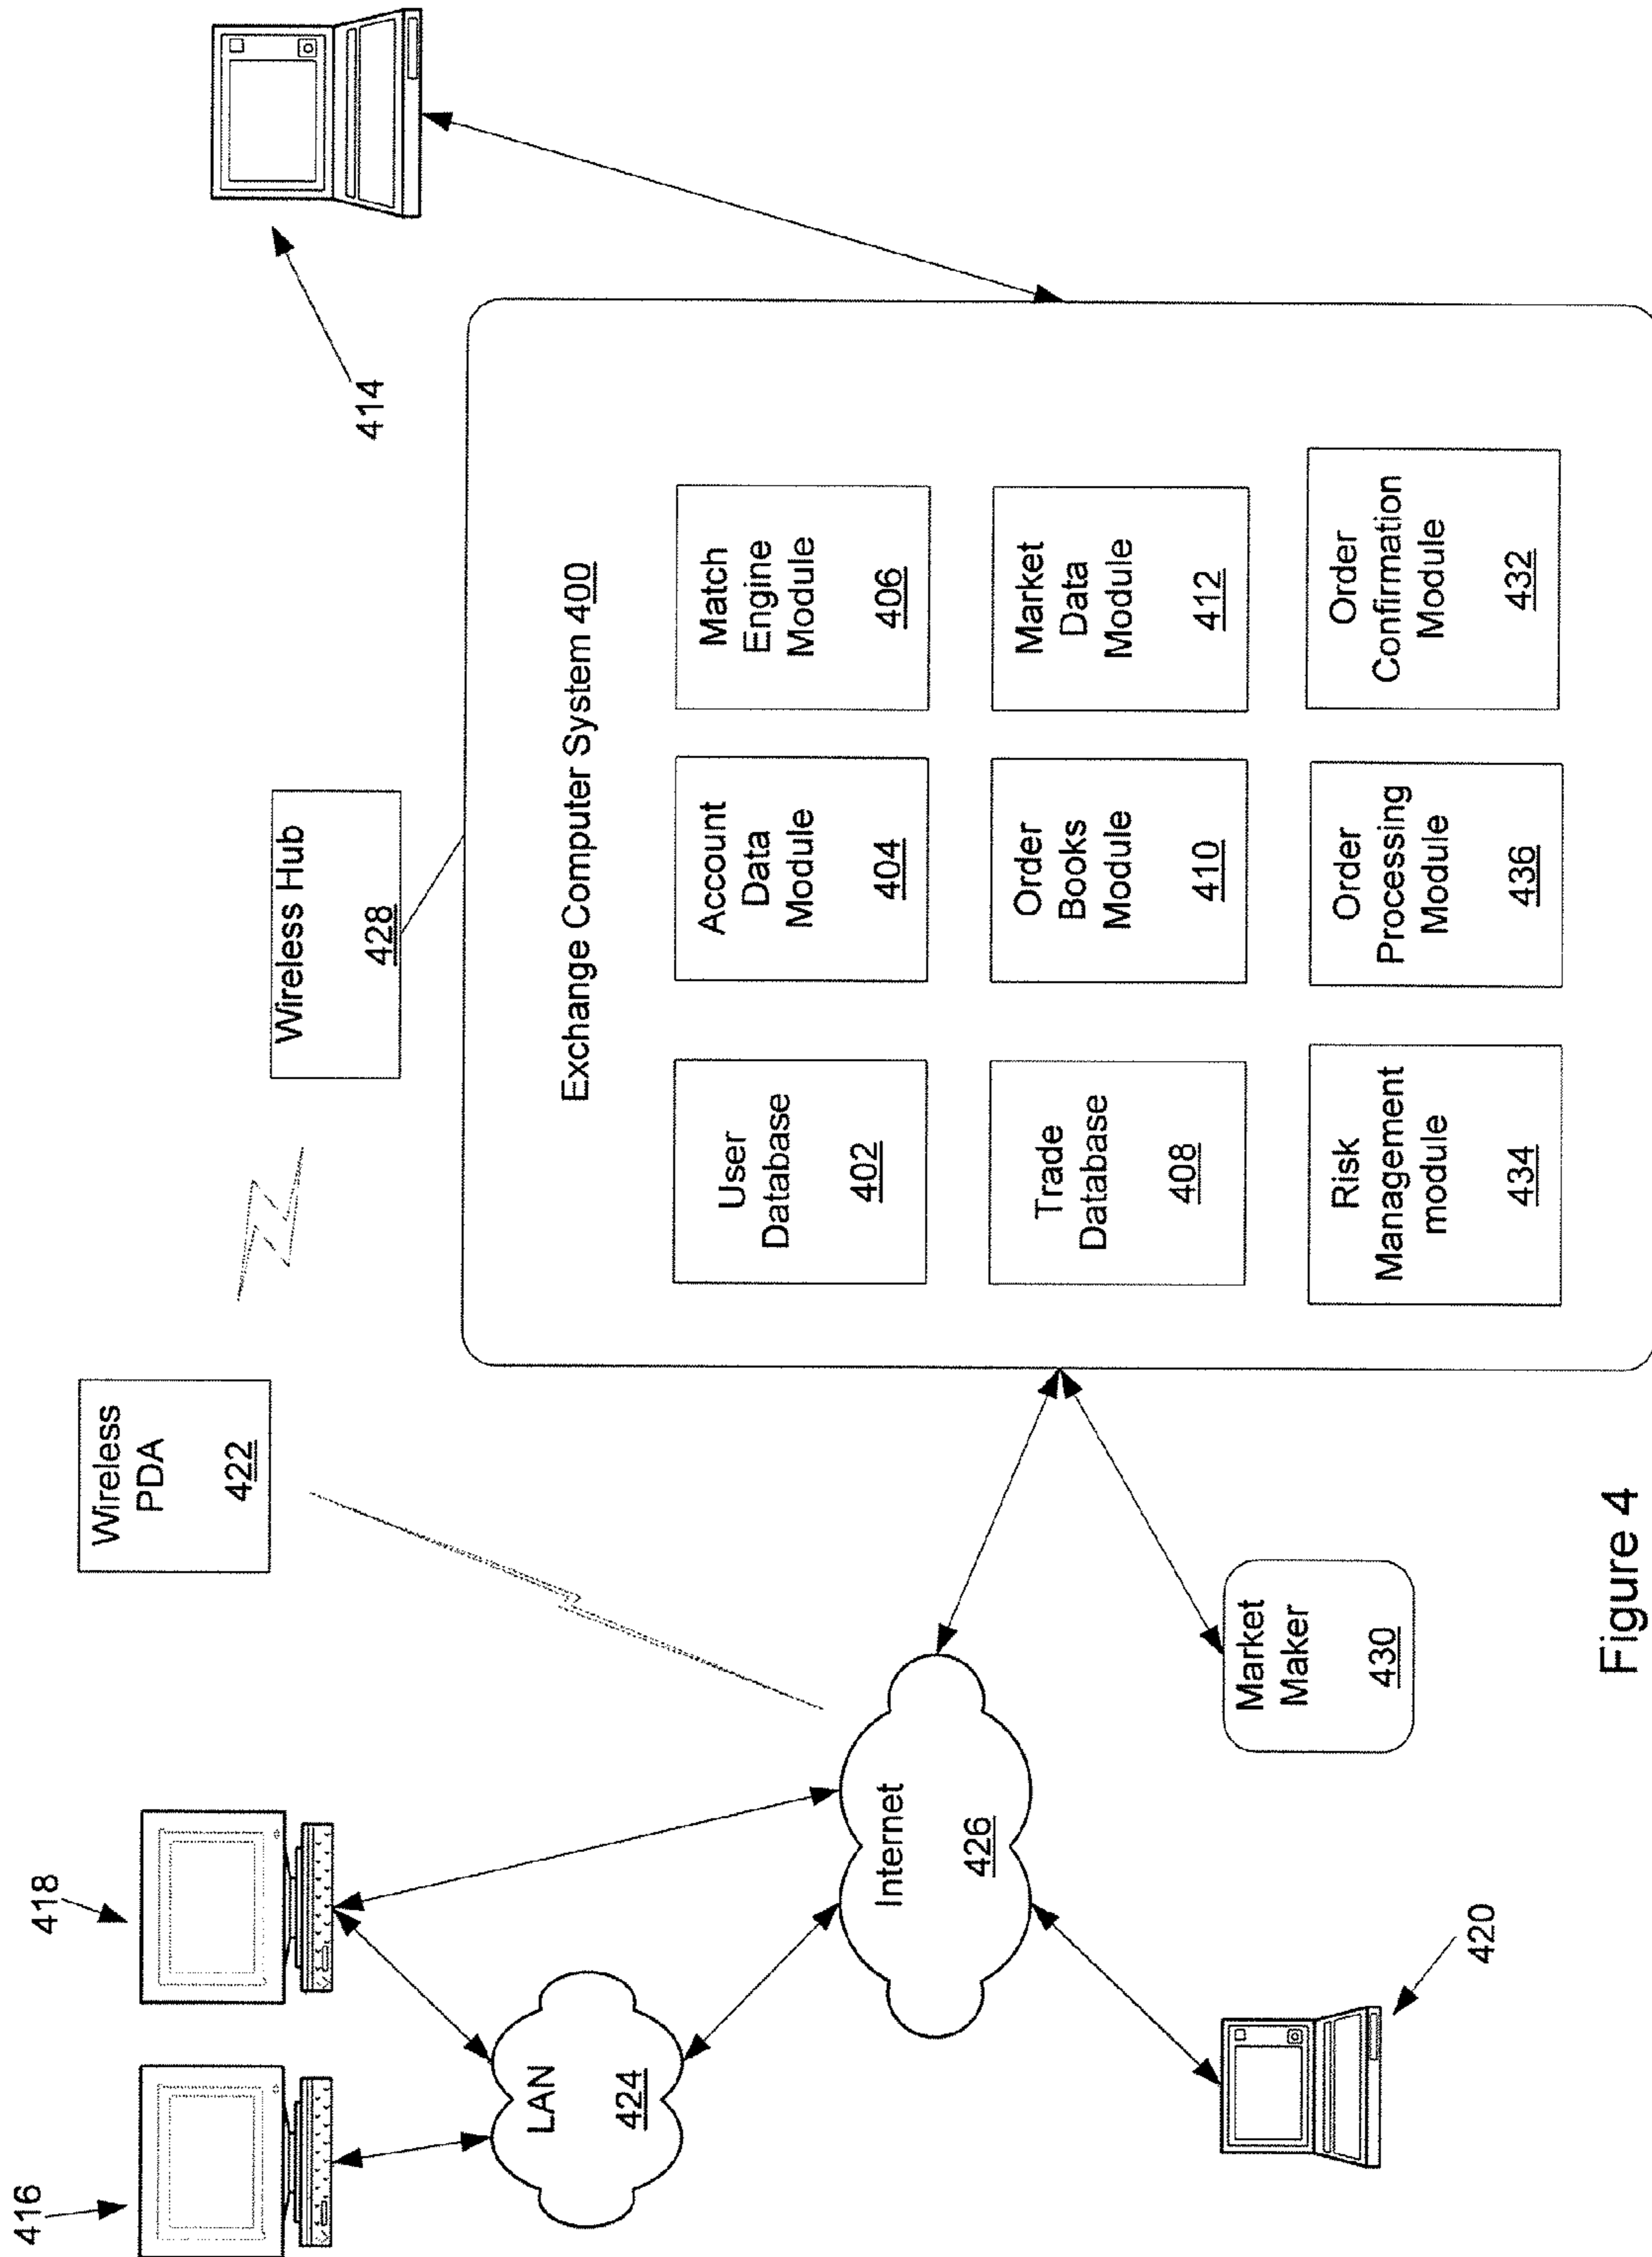 416
418
Wireless
PDA
422
Wireless Hub
428
414
LAN
424
Internet
426
420
Market
Maker
430
Exchange Computer System 400
User
Database
402
Account
Data
Module
404
Match
Engine
Module
406
Trade
Database
408
Order
Books
Module
410
Market
Data
Module
412
Risk
Management
module
434
Order
Processing
Module
436
Order
Confirmation
Module
432
Figure 4